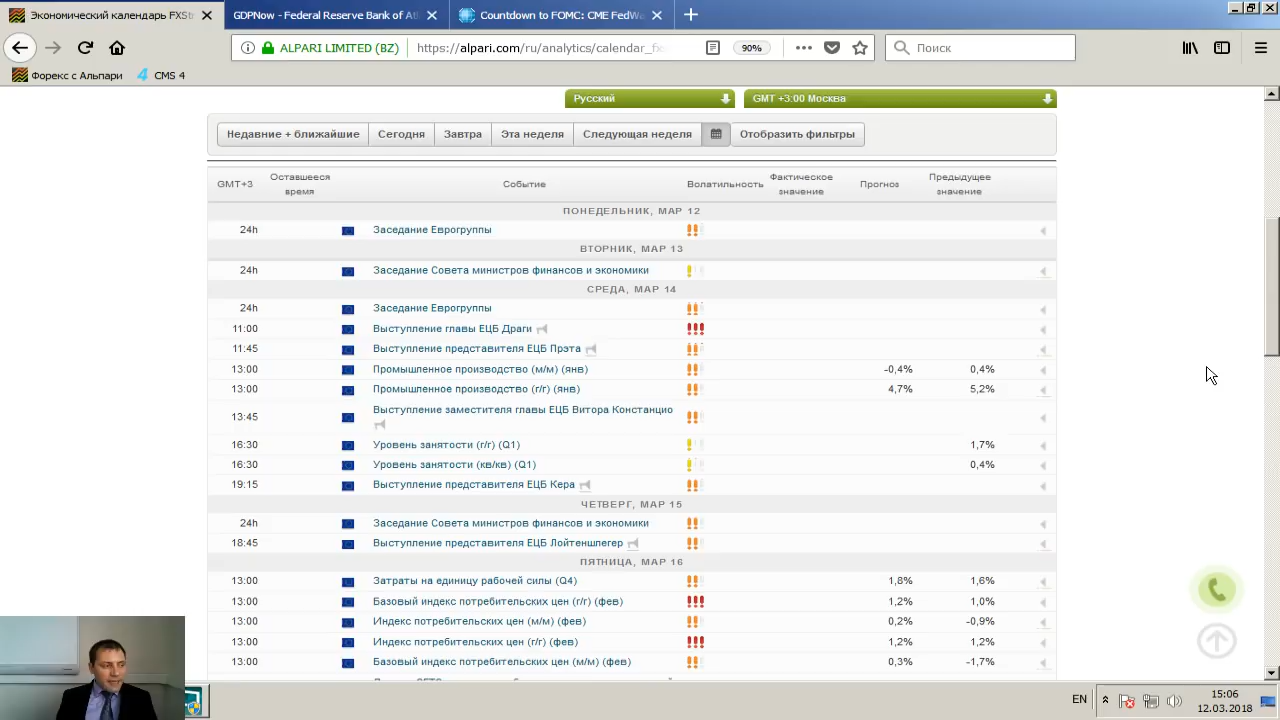 Экономический календарь FXStr
GDPNow - Federal Reserve Bank of Atl
Countdown to FOMC: CME FedWa
ALPARI LIMITED (BZ)
https://alpari.com/ru/analytics/calendar_fx
90%
Поиск
Форекс с Альпари
CMS 4
Русский
GMT +3:00 Москва
Недавние + ближайшие
Сегодня
Завтра
Эта неделя
Следующая неделя
Отобразить фильтры
GMT+3 Оставшееся время Событие Волатильность Фактическое значение Прогноз Предыдущее значение
ПОНЕДЕЛЬНИК, МАР 12
24h Заседание Еврогруппы
ВТОРНИК, МАР 13
24h Заседание Совета министров финансов и экономики
СРЕДА, МАР 14
24h Заседание Еврогруппы
11:00 Выступление главы ЕЦБ Драги
11:45 Выступление представителя ЕЦБ Прэта
13:00 Промышленное производство (м/м) (янв) -0,4% 0,4%
13:00 Промышленное производство (г/г) (янв) 4,7% 5,2%
13:45 Выступление заместителя главы ЕЦБ Витора Констанцио
16:30 Уровень занятости (г/г) (Q1) 1,7%
16:30 Уровень занятости (кв/кв) (Q1) 0,4%
19:15 Выступление представителя ЕЦБ Кера
ЧЕТВЕРГ, МАР 15
24h Заседание Совета министров финансов и экономики
18:45 Выступление представителя ЕЦБ Лойтеншлегер
ПЯТНИЦА, МАР 16
13:00 Затраты на единицу рабочей силы (Q4) 1,8% 1,6%
13:00 Базовый индекс потребительских цен (г/г) (фев) 1,2% 1,0%
13:00 Индекс потребительских цен (м/м) (фев) 0,2% -0,9%
13:00 Индекс потребительских цен (г/г) (фев) 1,2% 1,2%
13:00 Базовый индекс потребительских цен (м/м) (фев) 0,3% -1,7%
EN
15:06
12.03.2018